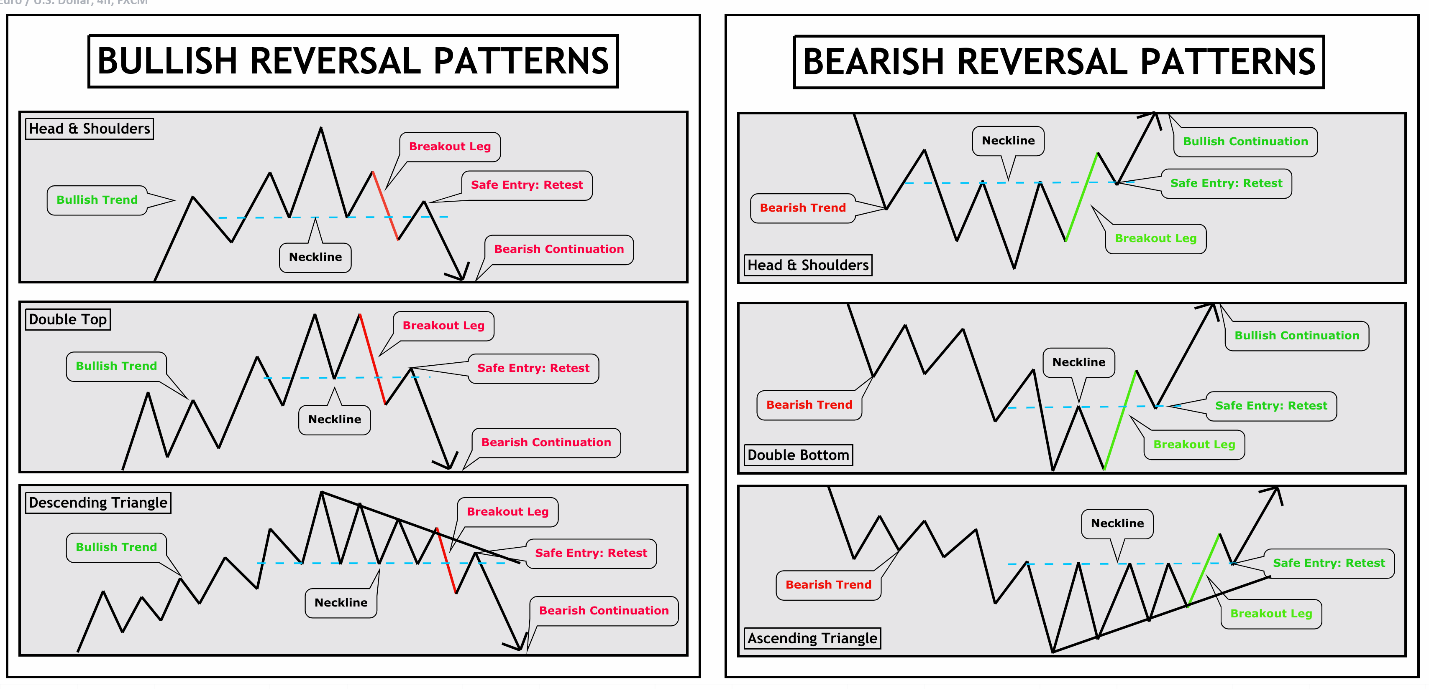 Euro / U.S. Dollar, 4h, FXCM
BULLISH REVERSAL PATTERNS
Head & Shoulders
Breakout Leg
Safe Entry: Retest
Bullish Trend
Neckline
Bearish Continuation
Double Top
Breakout Leg
Bullish Trend
Safe Entry: Retest
Neckline
Bearish Continuation
Descending Triangle
Breakout Leg
Bullish Trend
Safe Entry: Retest
Neckline
Bearish Continuation
BEARISH REVERSAL PATTERNS
Neckline
Bullish Continuation
Safe Entry: Retest
Bearish Trend
Breakout Leg
Head & Shoulders
Bullish Continuation
Neckline
Bearish Trend
Safe Entry: Retest
Breakout Leg
Double Bottom
Neckline
Safe Entry: Retest
Bearish Trend
Breakout Leg
Ascending Triangle